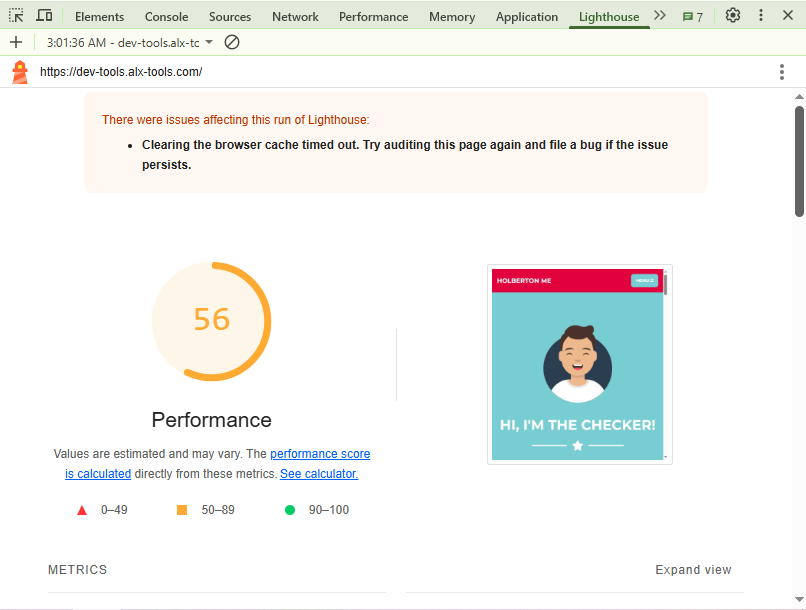 Elements Console Sources Network Performance Memory Application Lighthouse 7
3:01:36 AM - dev-tools.alx-tc
https://dev-tools.alx-tools.com/
There were issues affecting this run of Lighthouse:
• Clearing the browser cache timed out. Try auditing this page again and file a bug if the issue
persists.
56
HOLBERTON ME
HI, I'M THE CHECKER!
Performance
Values are estimated and may vary. The performance score
is calculated directly from these metrics. See calculator.
0–49 50–89 90–100
METRICS Expand view